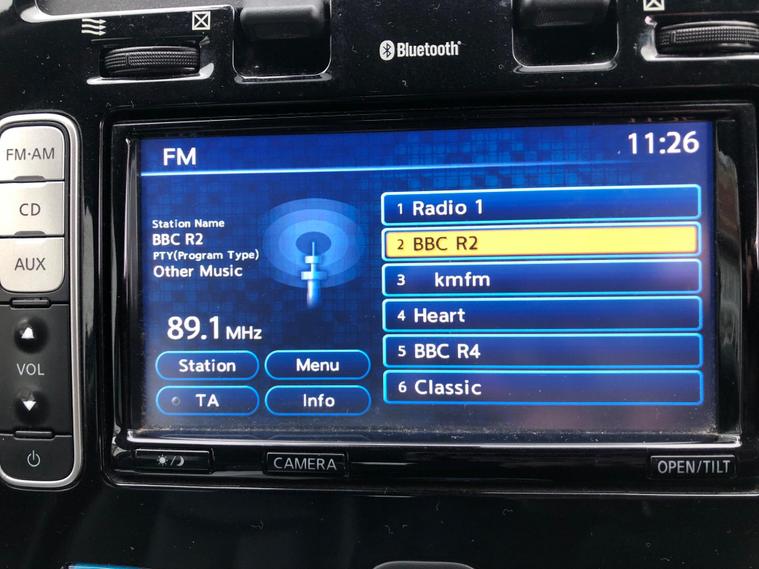 Bluetooth
FM·AM
CD
AUX
VOL
FM
11:26
Station Name
BBC R2
PTY(Program Type)
Other Music
89.1 MHz
Station
Menu
TA
Info
1 Radio 1
2 BBC R2
3 kmfm
4 Heart
5 BBC R4
6 Classic
CAMERA
OPEN/TILT